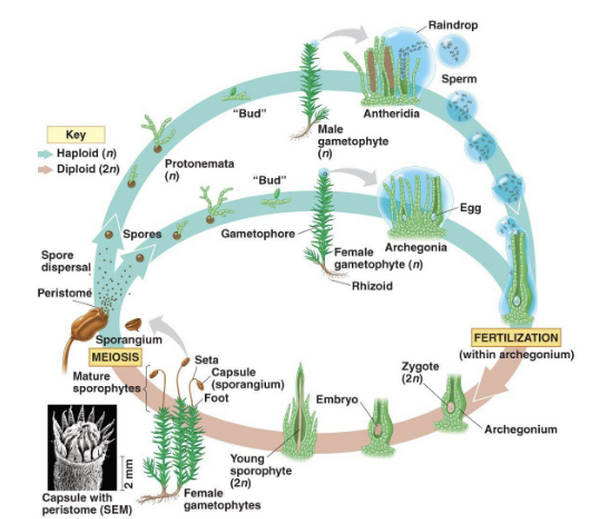 Raindrop
Sperm
"Bud"
Antheridia
Key
Haploid (n)
Diploid (2n)
Male
gametophyte
(n)
Protonemata
(n)
"Bud"
Egg
Spores
Gametophore
Archegonia
Spore
dispersal
Female
gametophyte (n)
Peristome
Rhizoid
Sporangium
FERTILIZATION
(within archegonium)
MEIOSIS
Seta
Mature
sporophytes
Capsule
(sporangium)
Foot
Zygote
(2n)
Embryo
Archegonium
2 mm
Young
sporophyte
(2n)
Capsule with
peristome (SEM)
Female
gametophytes